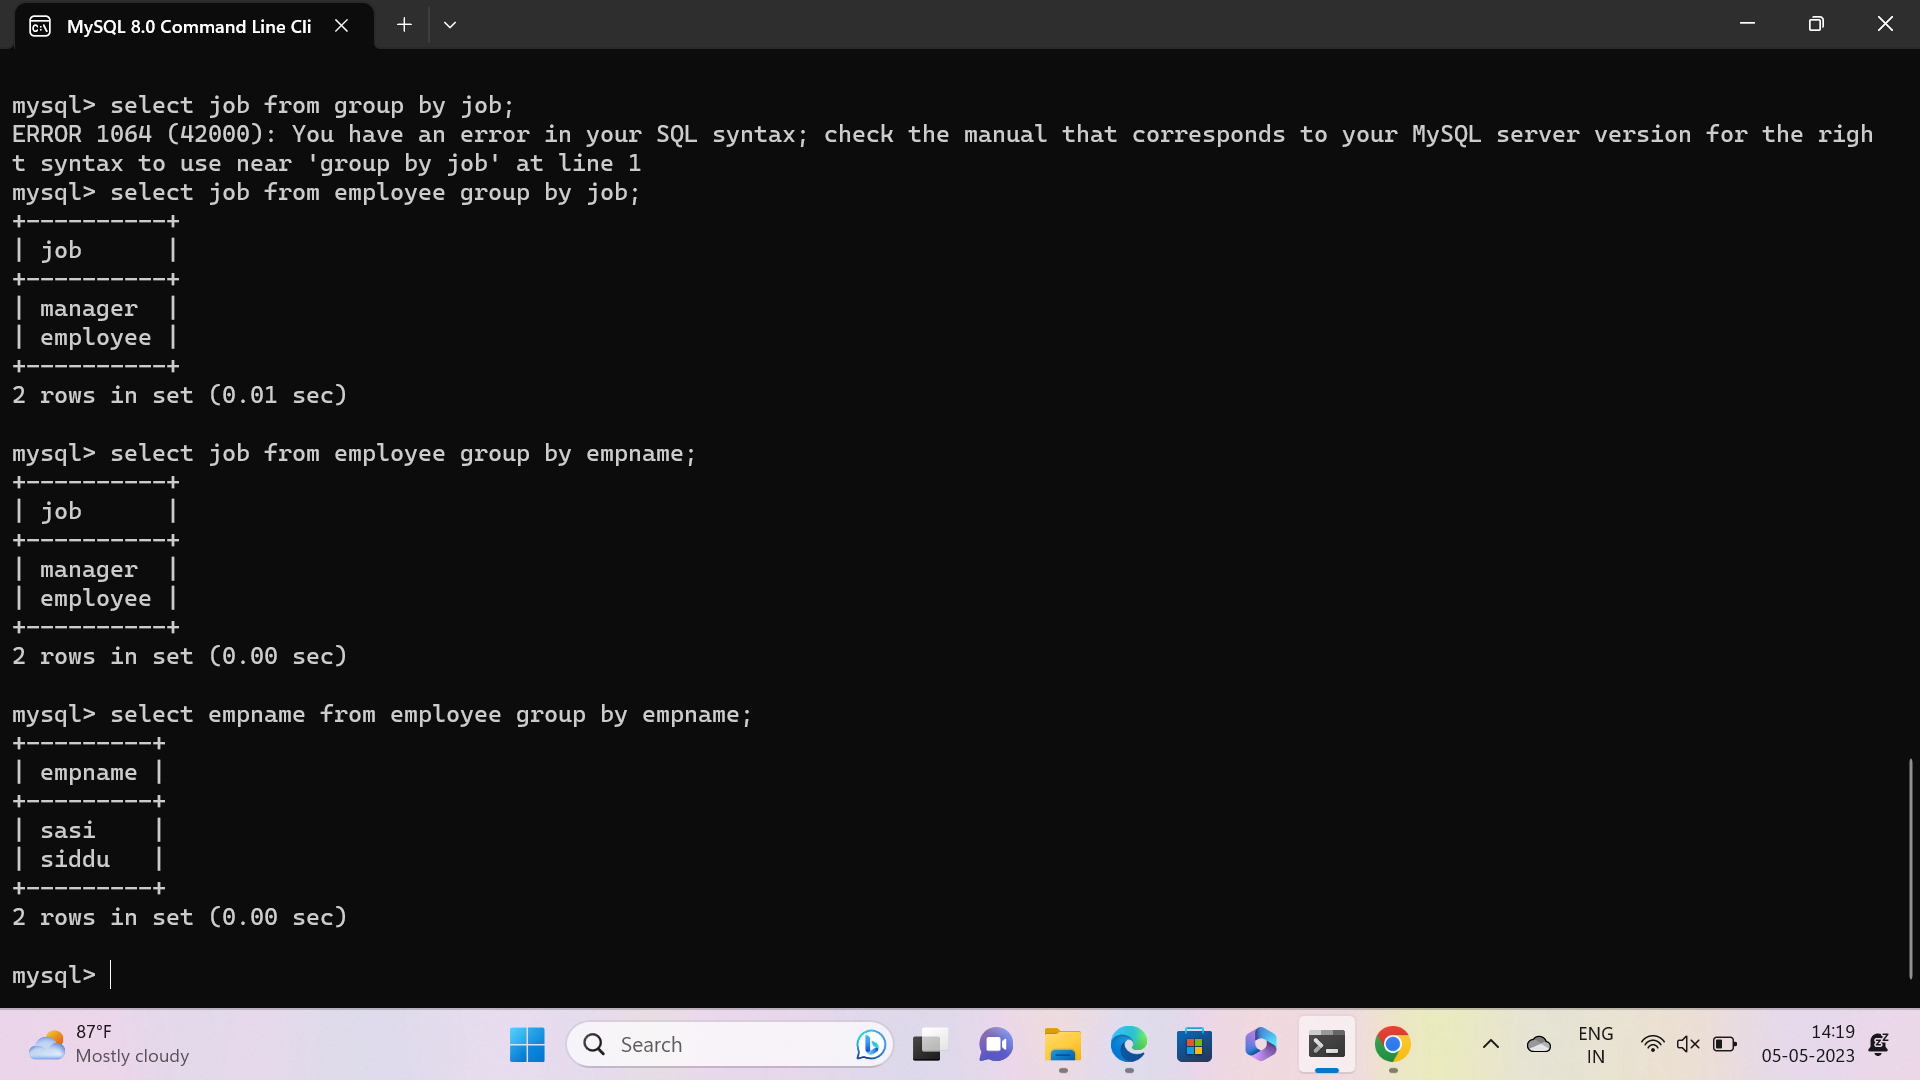 MySQL 8.0 Command Line Cli
mysql> select job from group by job;
ERROR 1064 (42000): You have an error in your SQL syntax; check the manual that corresponds to your MySQL server version for the righ
t syntax to use near 'group by job' at line 1
mysql> select job from employee group by job;
+----------+
| job      |
+----------+
| manager  |
| employee |
+----------+
2 rows in set (0.01 sec)
mysql> select job from employee group by empname;
+----------+
| job      |
+----------+
| manager  |
| employee |
+----------+
2 rows in set (0.00 sec)
mysql> select empname from employee group by empname;
+---------+
| empname |
+---------+
| sasi    |
| siddu   |
+---------+
2 rows in set (0.00 sec)
mysql>
87°F
Mostly cloudy
Search
ENG
IN
14:19
05-05-2023